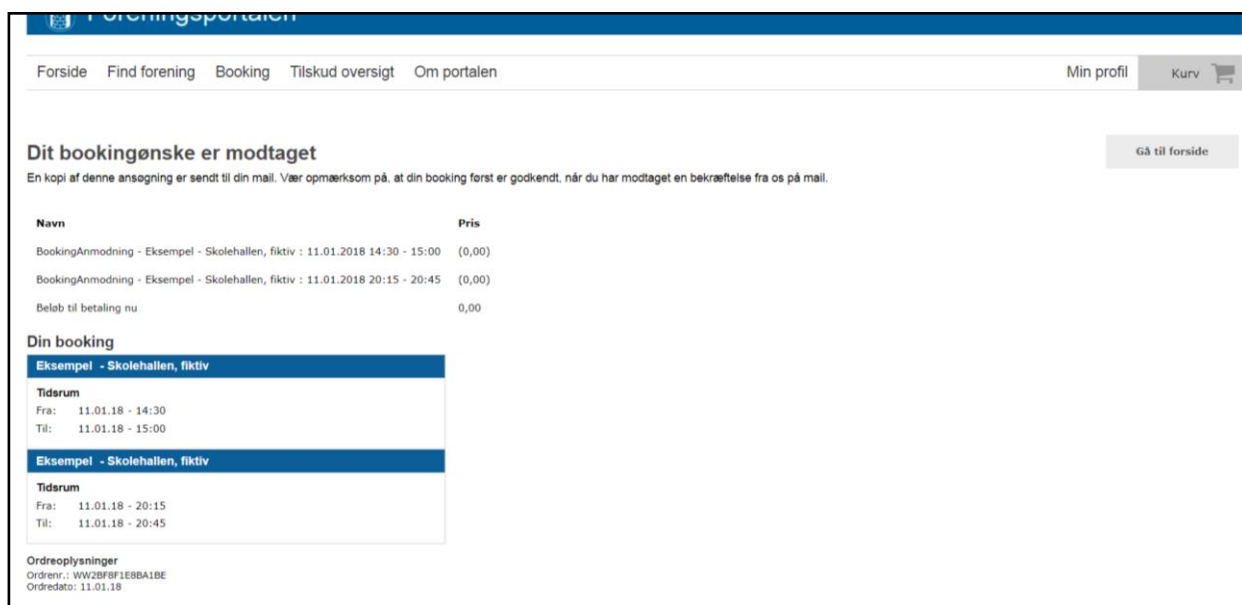 Foreningsportalen
Forside Find forening Booking Tilskud oversigt Om portalen Min profil Kurv
Dit bookingønske er modtaget Gå til forside
En kopi af denne ansøgning er sendt til din mail. Vær opmærksom på, at din booking først er godkendt, når du har modtaget en bekræftelse fra os på mail.
Navn Pris
BookingAnmodning - Eksempel - Skolehallen, fiktiv : 11.01.2018 14:30 - 15:00 (0,00)
BookingAnmodning - Eksempel - Skolehallen, fiktiv : 11.01.2018 20:15 - 20:45 (0,00)
Beløb til betaling nu 0,00
Din booking
Eksempel - Skolehallen, fiktiv
Tidsrum
Fra: 11.01.18 - 14:30
Til: 11.01.18 - 15:00
Eksempel - Skolehallen, fiktiv
Tidsrum
Fra: 11.01.18 - 20:15
Til: 11.01.18 - 20:45
Ordreoplysninger
Ordrenr.: WW2BF8F1E8BA1BE
Ordredato: 11.01.18